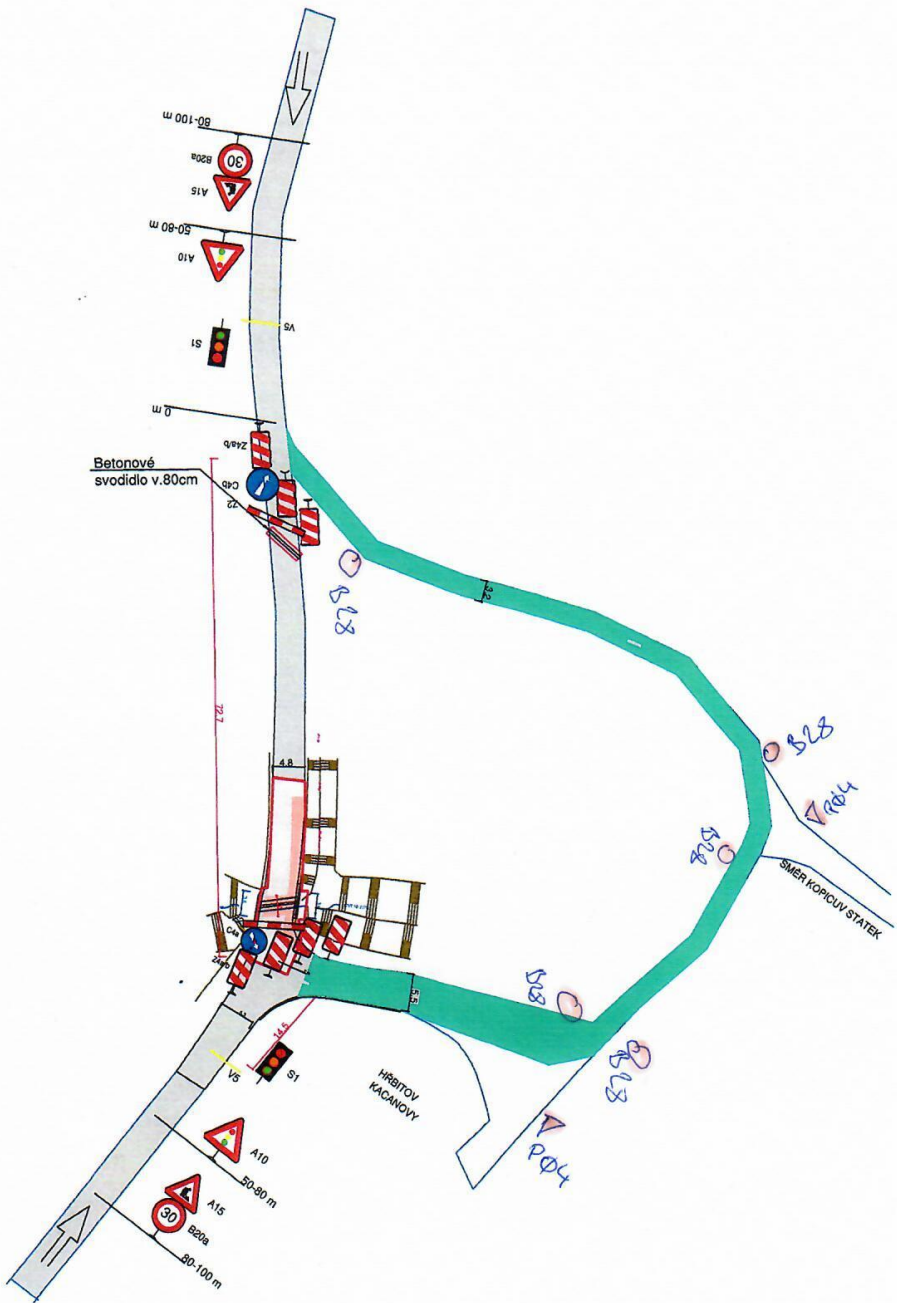 80-100 m
B20a
30
A15
50-80 m
A10
V5
S1
0 m
Z4a/b
Betonové
svodidlo v.80cm
C4b
Z2
B28
3.2
72.7
4.8
B28
P04
B28
SMĚR KOPICUV STATEK
C4a
Z4a/b
5.5
B28
B28
14.5
V5
S1
HŘBITOV
KACANOVY
P04
A10
50-80 m
A15
30
B20a
80-100 m